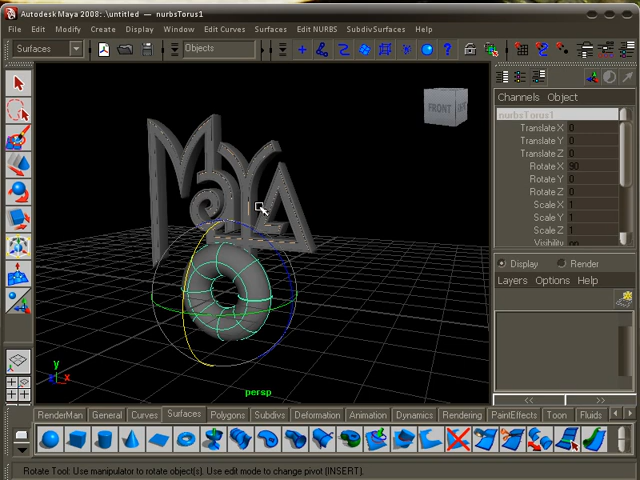 Autodesk Maya 2008: .\untitled — nurbsTorus1
File Edit Modify Create Display Window Edit Curves Surfaces Edit NURBS SubdivSurfaces Help
Surfaces
Objects
Channels Object
nurbsTorus1
Translate X 0
Translate Y 0
Translate Z 0
Rotate X 90
Rotate Y 0
Rotate Z 0
Scale X 1
Scale Y 1
Scale Z 1
Visibility on
FRONT
MAYA
Display Render
Layers Options Help
y
z x
persp
<< >>
RenderMan General Curves Surfaces Polygons Subdivs Deformation Animation Dynamics Rendering PaintEffects Toon Fluids
Rotate Tool: Use manipulator to rotate object(s). Use edit mode to change pivot (INSERT).